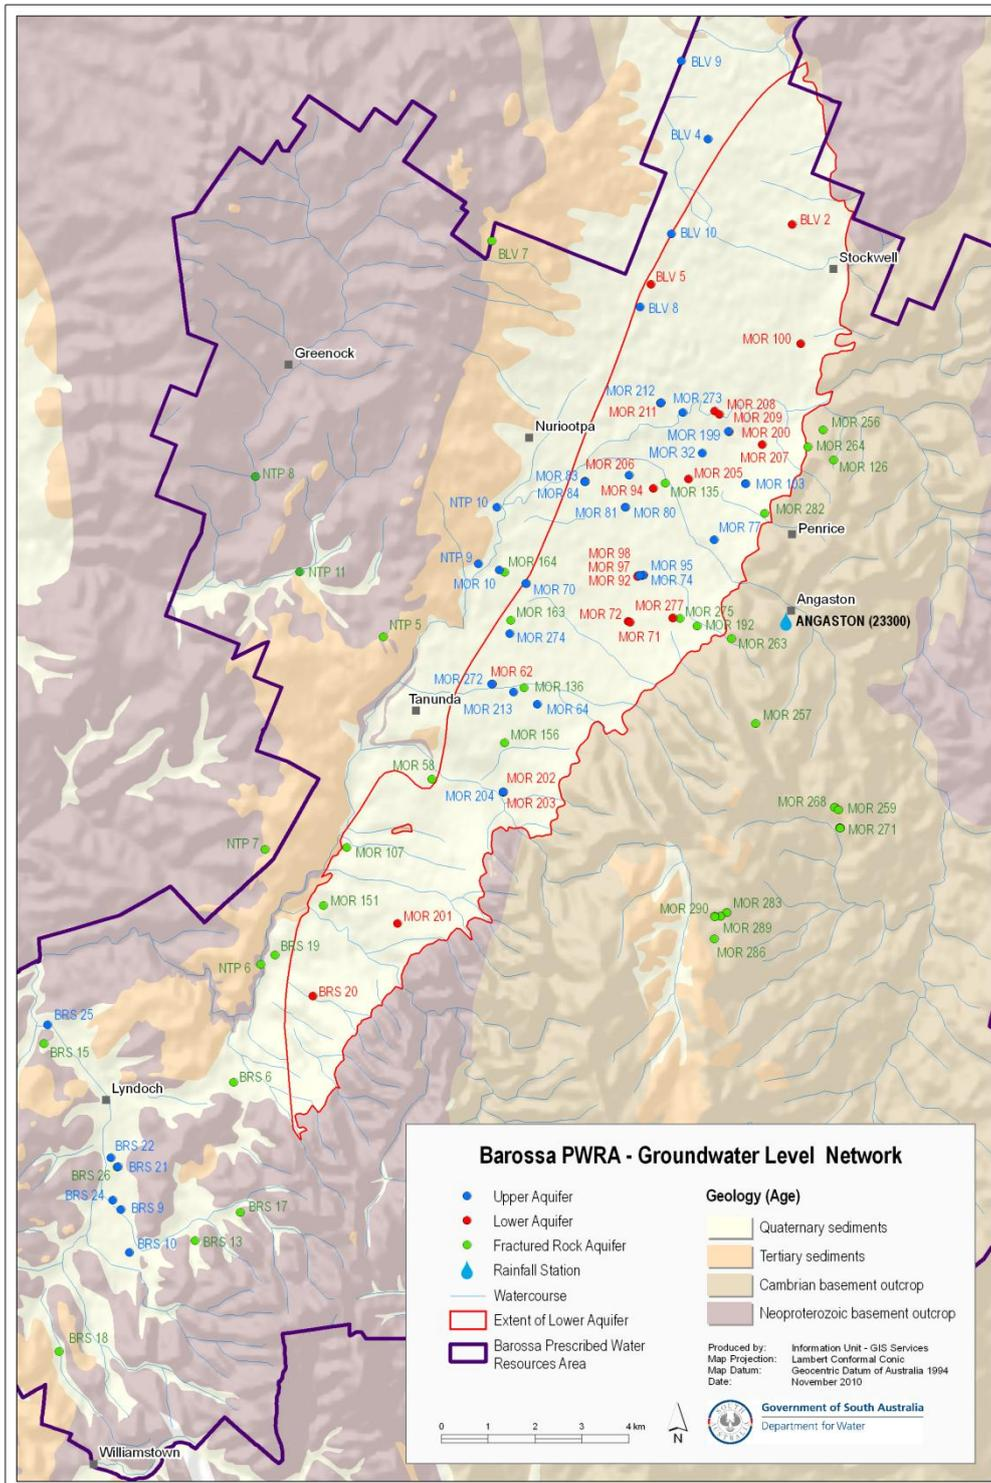 BLV 9
BLV 4
BLV 2
BLV 10
BLV 7
Stockwell
BLV 5
BLV 8
MOR 100
Greenock
MOR 212
MOR 273
MOR 208
MOR 211
MOR 209
Nuriootpa
MOR 199
MOR 200
MOR 256
MOR 264
MOR 32
MOR 207
MOR 206
MOR 126
NTP 8
MOR 83
MOR 205
MOR 84
MOR 94
MOR 135
MOR 103
NTP 10
MOR 81
MOR 80
MOR 282
MOR 77
Penrice
NTP 9
MOR 164
MOR 98
MOR 97
MOR 95
NTP 11
MOR 10
MOR 92
MOR 74
MOR 70
Angaston
MOR 163
MOR 72
MOR 277
MOR 275
ANGASTON (23300)
NTP 5
MOR 274
MOR 71
MOR 192
MOR 263
MOR 62
MOR 272
MOR 136
Tanunda
MOR 213
MOR 64
MOR 257
MOR 156
MOR 58
MOR 202
MOR 204
MOR 203
MOR 268
MOR 259
MOR 271
NTP 7
MOR 107
MOR 151
MOR 201
MOR 290
MOR 283
MOR 289
MOR 286
BRS 19
NTP 6
BRS 20
BRS 25
BRS 15
BRS 6
Lyndoch
BRS 22
BRS 26
BRS 21
BRS 24
BRS 9
BRS 17
BRS 10
BRS 13
BRS 18
Williamstown
Barossa PWRA - Groundwater Level Network
Upper Aquifer
Lower Aquifer
Fractured Rock Aquifer
Rainfall Station
Watercourse
Extent of Lower Aquifer
Barossa Prescribed Water
Resources Area
Geology (Age)
Quaternary sediments
Tertiary sediments
Cambrian basement outcrop
Neoproterozoic basement outcrop
Produced by: Information Unit - GIS Services
Map Projection: Lambert Conformal Conic
Map Datum: Geocentric Datum of Australia 1994
Date: November 2010
0 1 2 3 4 km
N
Government of South Australia
Department for Water